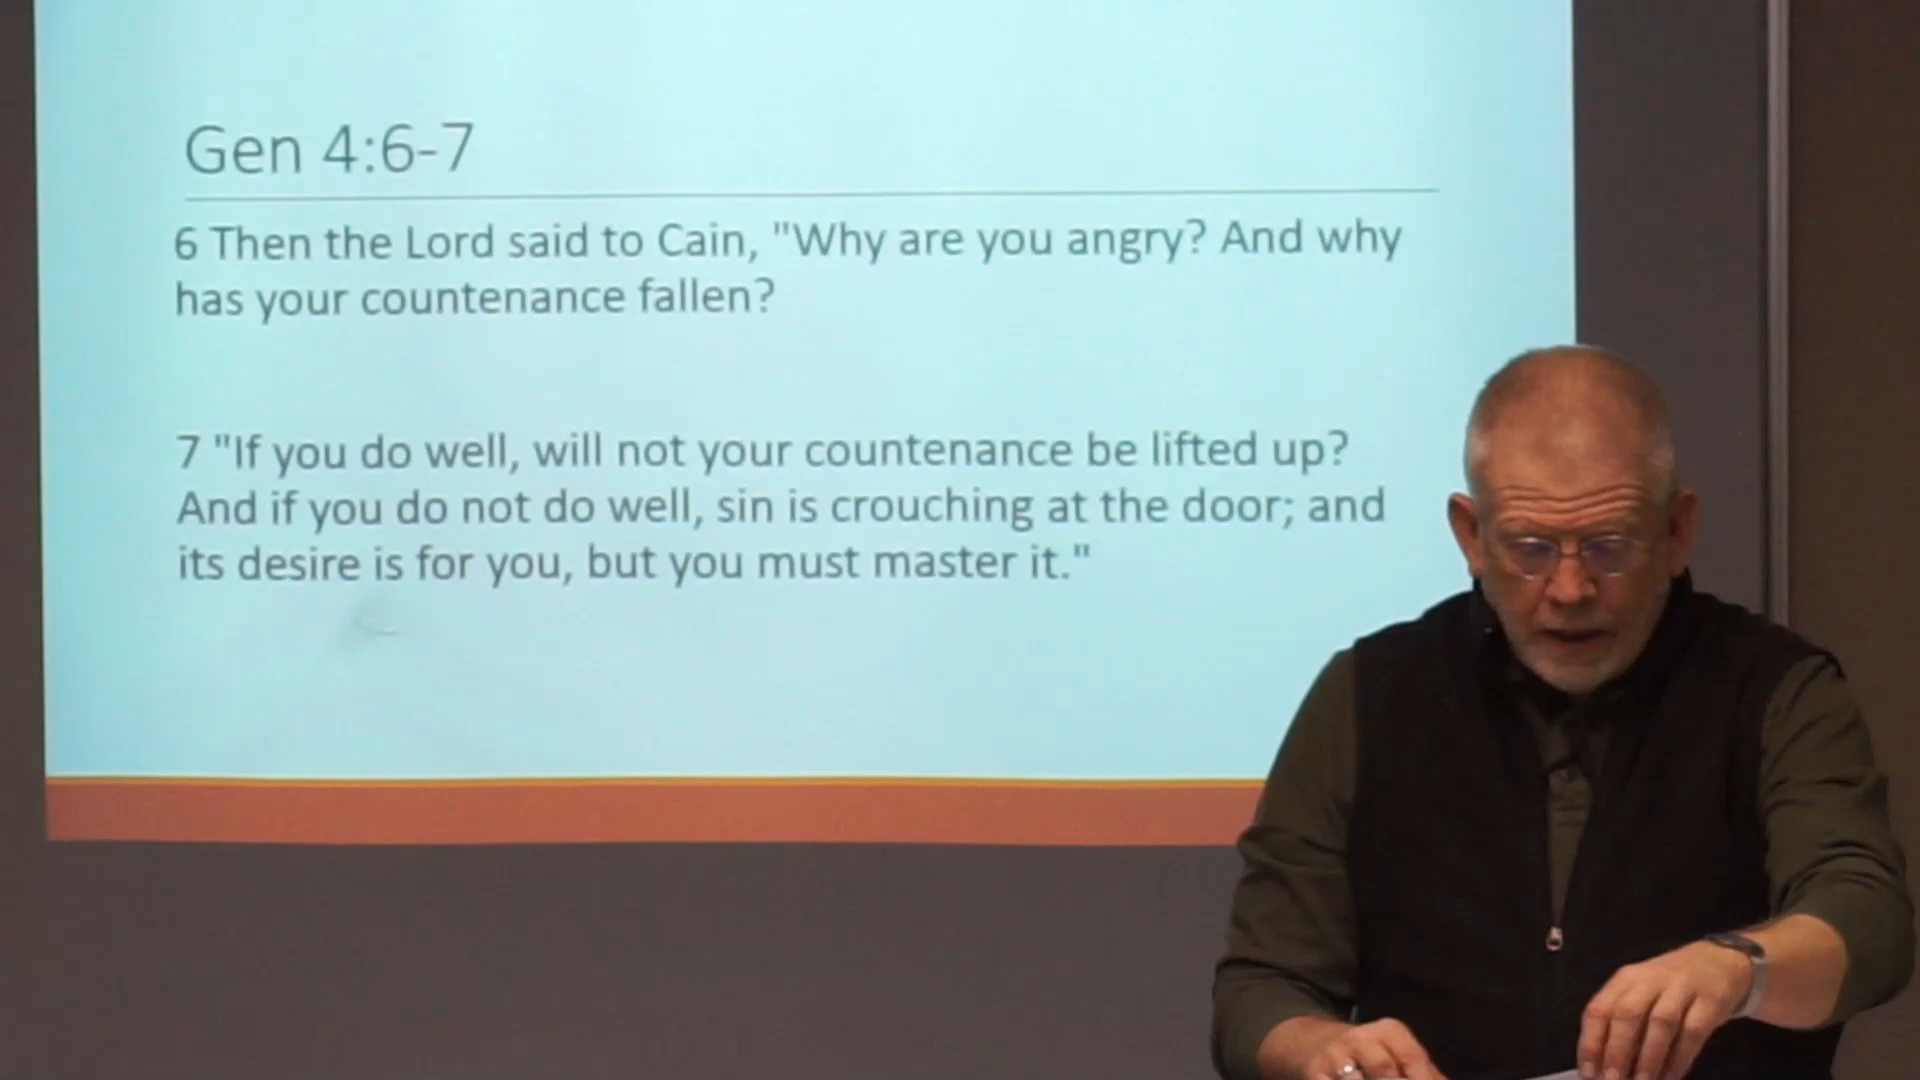 Gen 4:6-7
6 Then the Lord said to Cain, "Why are you angry? And why
has your countenance fallen?
7 "If you do well, will not your countenance be lifted up?
And if you do not do well, sin is crouching at the door; and
its desire is for you, but you must master it."